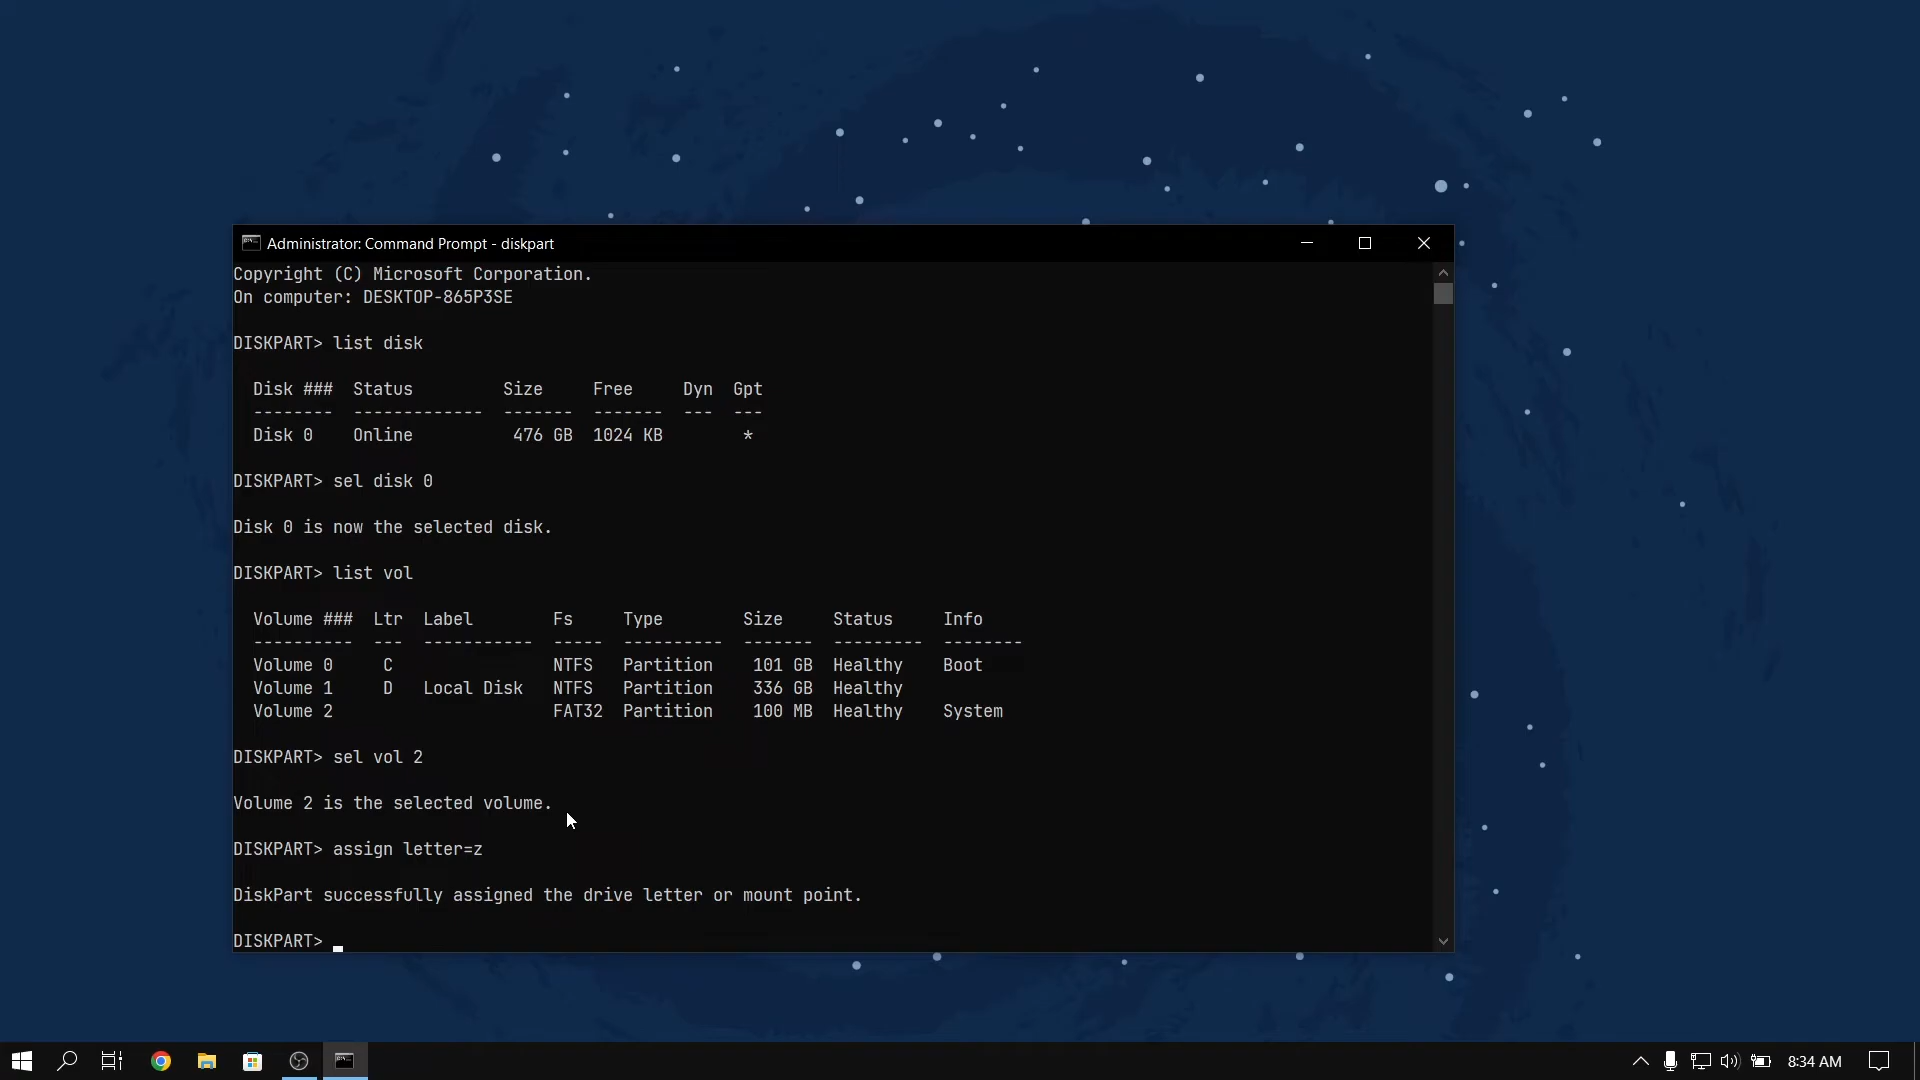 Administrator: Command Prompt - diskpart
Copyright (C) Microsoft Corporation.
On computer: DESKTOP-865P3SE
DISKPART> list disk
Disk ###  Status         Size     Free     Dyn  Gpt
--------  -------------  -------  -------  ---  ---
Disk 0    Online          476 GB  1024 KB        *
DISKPART> sel disk 0
Disk 0 is now the selected disk.
DISKPART> list vol
Volume ###  Ltr  Label        Fs     Type        Size     Status     Info
----------  ---  -----------  -----  ----------  -------  ---------  --------
Volume 0     C                NTFS   Partition    101 GB  Healthy    Boot
Volume 1     D   Local Disk   NTFS   Partition    336 GB  Healthy
Volume 2                      FAT32  Partition    100 MB  Healthy    System
DISKPART> sel vol 2
Volume 2 is the selected volume.
DISKPART> assign letter=z
DiskPart successfully assigned the drive letter or mount point.
DISKPART>
8:34 AM